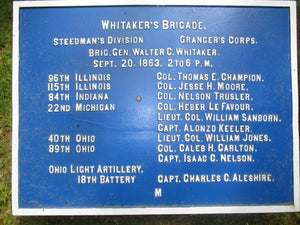 WHITAKER'S BRIGADE.
STEEDMAN'S DIVISION GRANGER'S CORPS.
BRIG. GEN. WALTER C. WHITAKER.
SEPT. 20. 1863. 2 TO 6 P.M.
96TH ILLINOIS COL. THOMAS E. CHAMPION.
115TH ILLINOIS COL. JESSE H. MOORE.
84TH INDIANA COL. NELSON TRUSLER.
22ND MICHIGAN COL. HEBER LE FAVOUR.
LIEUT. COL. WILLIAM SANBORN.
CAPT. ALONZO KEELER.
40TH OHIO LIEUT. COL. WILLIAM JONES.
89TH OHIO COL. CALEB H. CARLTON.
CAPT. ISAAC C. NELSON.
OHIO LIGHT ARTILLERY,
18TH BATTERY CAPT. CHARLES C. ALESHIRE.
M